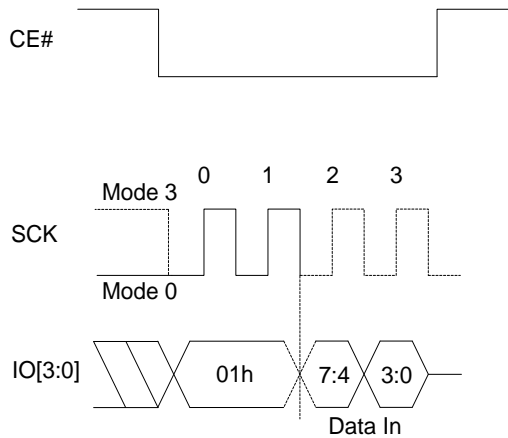 CE#
0 1 2 3
Mode 3
SCK
Mode 0
IO[3:0] 01h 7:4 3:0
Data In